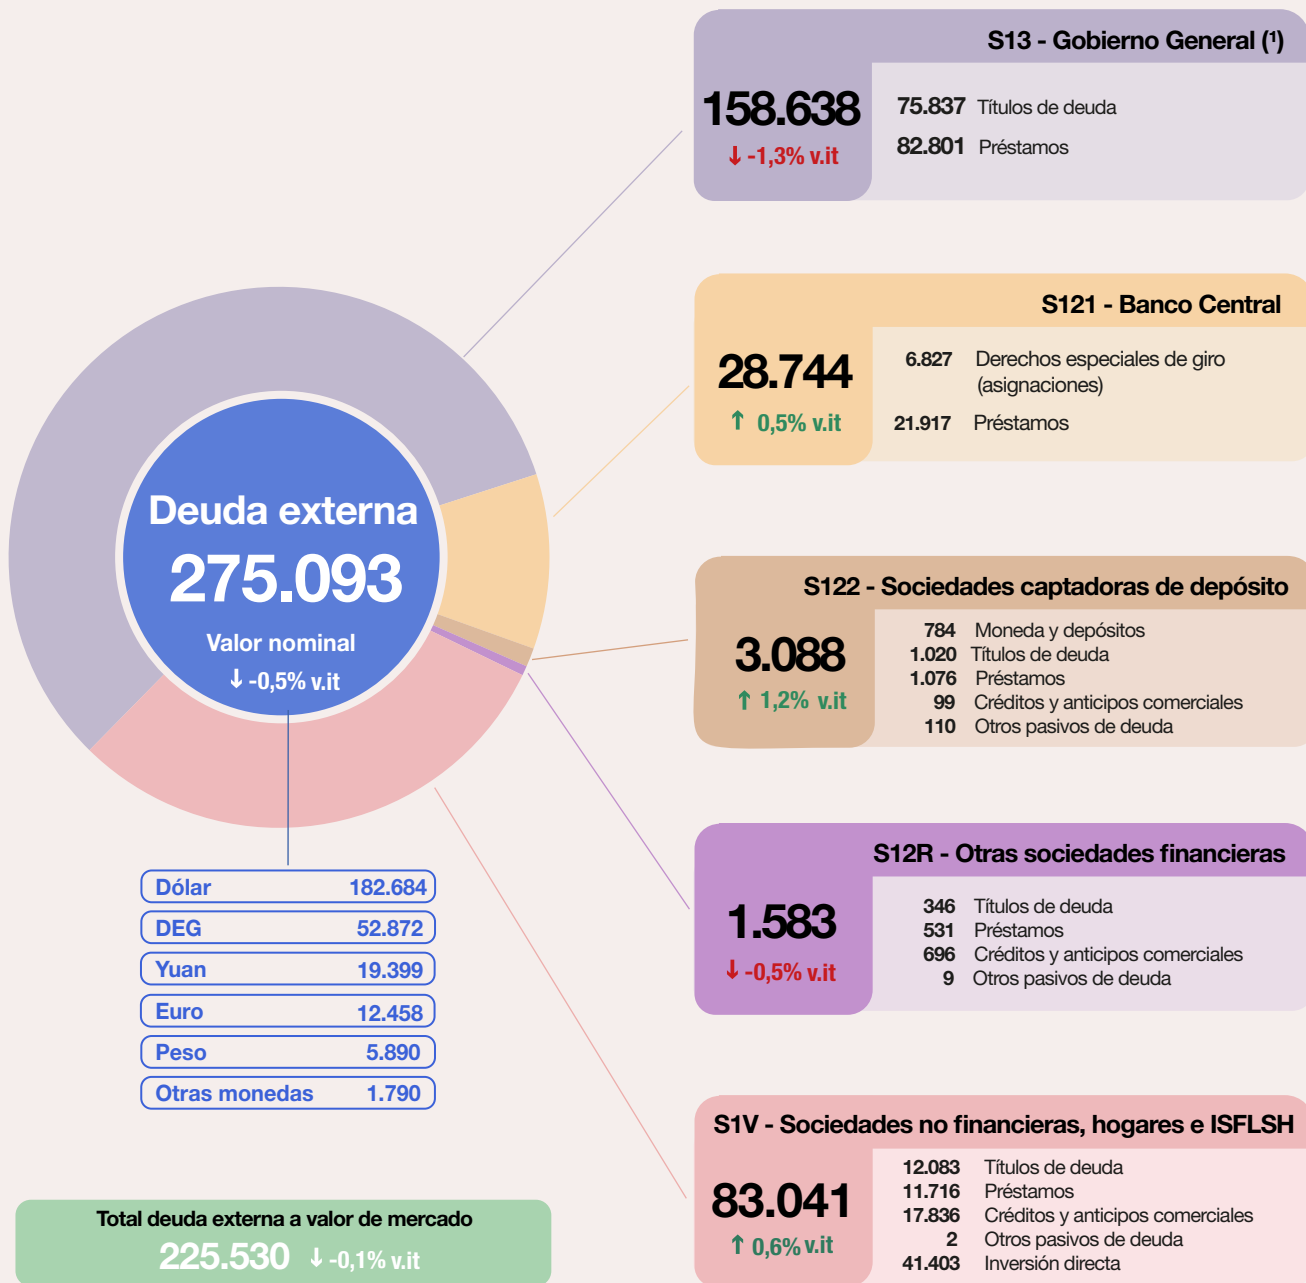 S13 - Gobierno General (¹)
158.638
↓ -1,3% v.it
75.837 Títulos de deuda
82.801 Préstamos
S121 - Banco Central
28.744
↑ 0,5% v.it
6.827 Derechos especiales de giro
(asignaciones)
21.917 Préstamos
Deuda externa
275.093
Valor nominal
↓ -0,5% v.it
S122 - Sociedades captadoras de depósito
3.088
↑ 1,2% v.it
784 Moneda y depósitos
1.020 Títulos de deuda
1.076 Préstamos
99 Créditos y anticipos comerciales
110 Otros pasivos de deuda
S12R - Otras sociedades financieras
1.583
↓ -0,5% v.it
346 Títulos de deuda
531 Préstamos
696 Créditos y anticipos comerciales
9 Otros pasivos de deuda
Dólar 182.684
DEG 52.872
Yuan 19.399
Euro 12.458
Peso 5.890
Otras monedas 1.790
S1V - Sociedades no financieras, hogares e ISFLSH
83.041
↑ 0,6% v.it
12.083 Títulos de deuda
11.716 Préstamos
17.836 Créditos y anticipos comerciales
2 Otros pasivos de deuda
41.403 Inversión directa
Total deuda externa a valor de mercado
225.530 ↓ -0,1% v.it